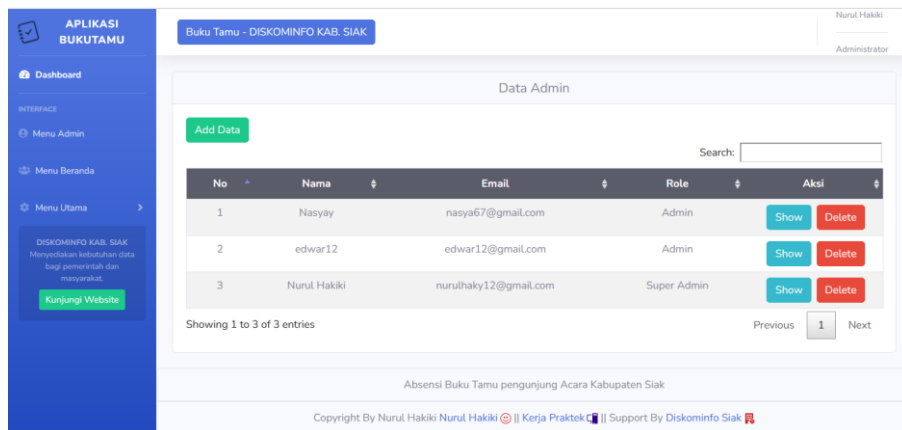 APLIKASI
BUKUTAMU
Dashboard
INTERFACE
Menu Admin
Menu Beranda
Menu Utama
DISKOMINFO KAB. SIAK
Menyediakan kebutuhan data
bagi pemerintah dan
masyarakat.
Kunjungi Website
Buku Tamu - DISKOMINFO KAB. SIAK
Nurul Hakiki
Administrator
Data Admin
Add Data
Search:
No Nama Email Role Aksi
1 Nasyay nasya67@gmail.com Admin Show Delete
2 edwar12 edwar12@gmail.com Admin Show Delete
3 Nurul Hakiki nurulhaky12@gmail.com Super Admin Show Delete
Showing 1 to 3 of 3 entries
Previous 1 Next
Absensi Buku Tamu pengunjung Acara Kabupaten Siak
Copyright By Nurul Hakiki Nurul Hakiki || Kerja Praktek || Support By Diskominfo Siak